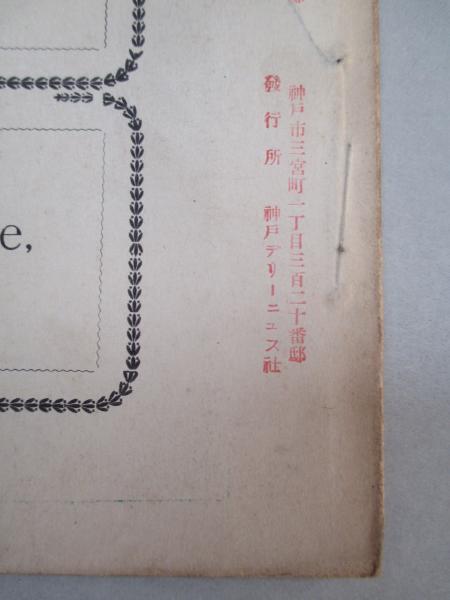 神戸市三宮町一丁目三百二十番邸
發行所 神戸デリーニュス社
e,